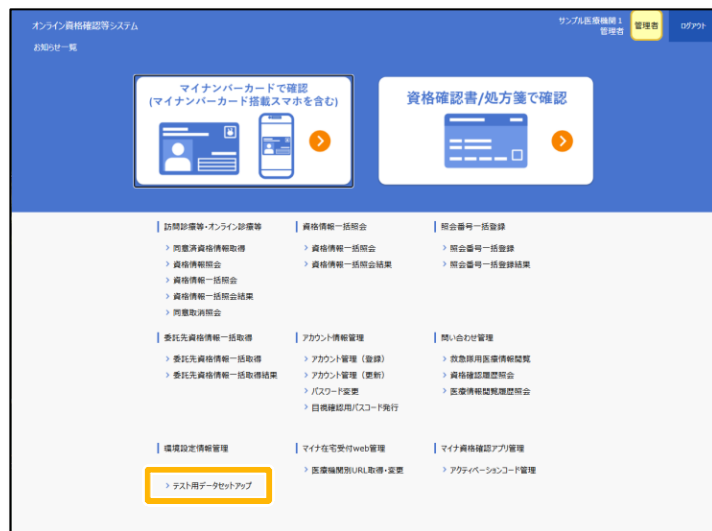 オンライン資格確認等システム
サンプル医療機関1
管理者
管理者
ログアウト
お知らせ一覧
マイナンバーカードで確認
(マイナンバーカード搭載スマホを含む)
資格確認書/処方箋で確認
訪問診療等・オンライン診療等
同意済資格情報取得
資格情報照会
資格情報一括照会
資格情報一括照会結果
同意取消照会
資格情報一括照会
資格情報一括照会
資格情報一括照会結果
照会番号一括登録
照会番号一括登録
照会番号一括登録結果
委託先資格情報一括取得
委託先資格情報一括取得
委託先資格情報一括取得結果
アカウント情報管理
アカウント管理（登録）
アカウント管理（更新）
パスワード変更
目視確認用パスコード発行
問い合わせ管理
救急隊用医療情報閲覧
資格確認履歴照会
医療情報閲覧履歴照会
環境設定情報管理
テスト用データセットアップ
マイナ在宅受付web管理
医療機関別URL取得・変更
マイナ資格確認アプリ管理
アクティベーションコード管理